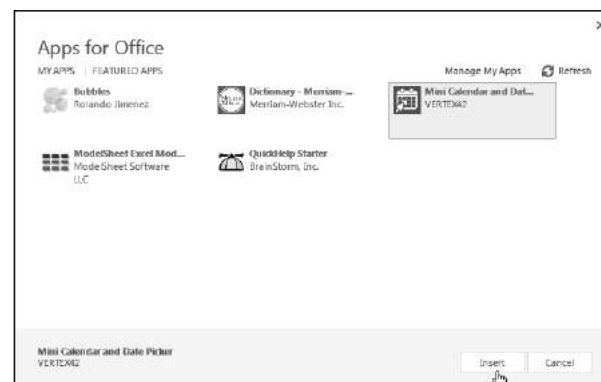 Apps for Office
MY APPS | FEATURED APPS
Manage My Apps
Refresh
Bubbles
Rolando Jimenez
Dictionary - Merriam-...
Merriam-Webster Inc.
Mini Calendar and Dat...
VERTEX42
ModelSheet Excel Mod...
ModelSheet Software
LLC
QuickHelp Starter
BrainStorm, Inc.
Mini Calendar and Date Picker
VERTEX42
Insert
Cancel